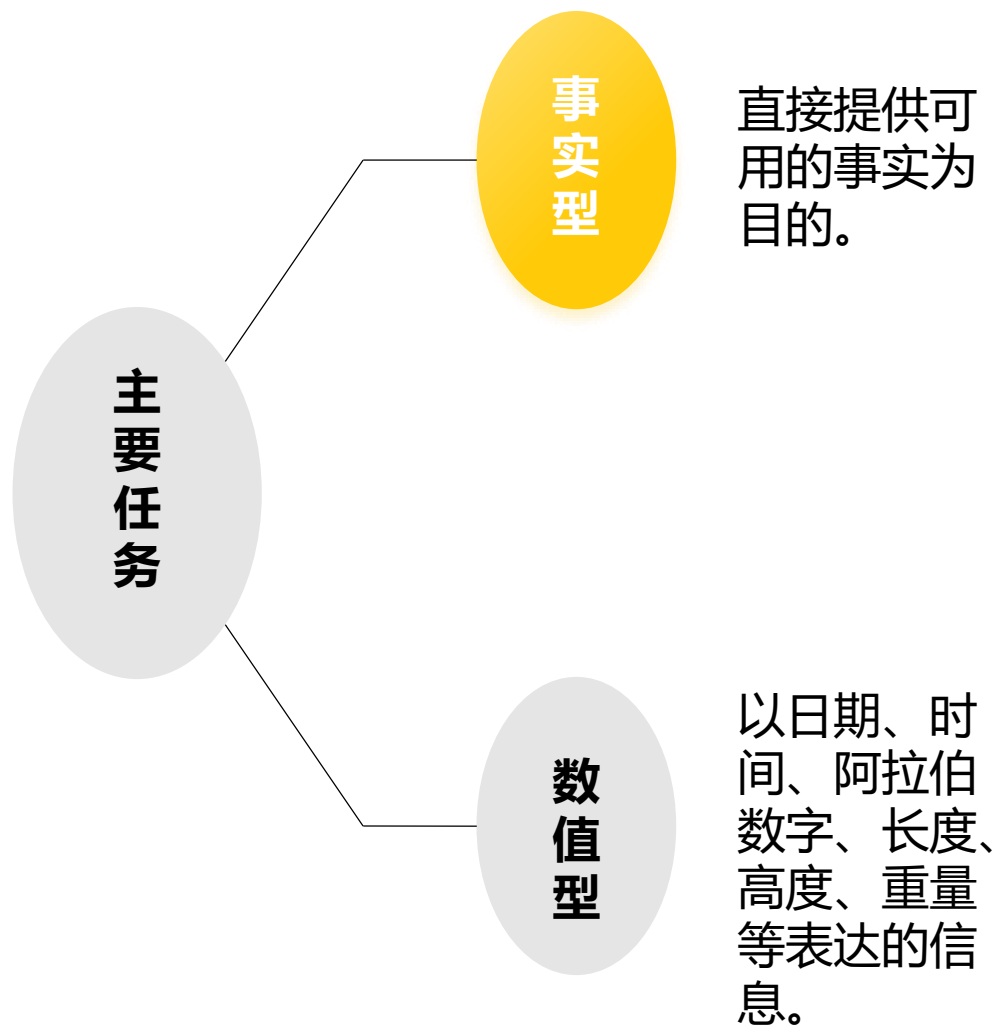 事实型
直接提供可
用的事实为
目的。
主要任务
数值型
以日期、时
间、阿拉伯
数字、长度、
高度、重量
等表达的信
息。